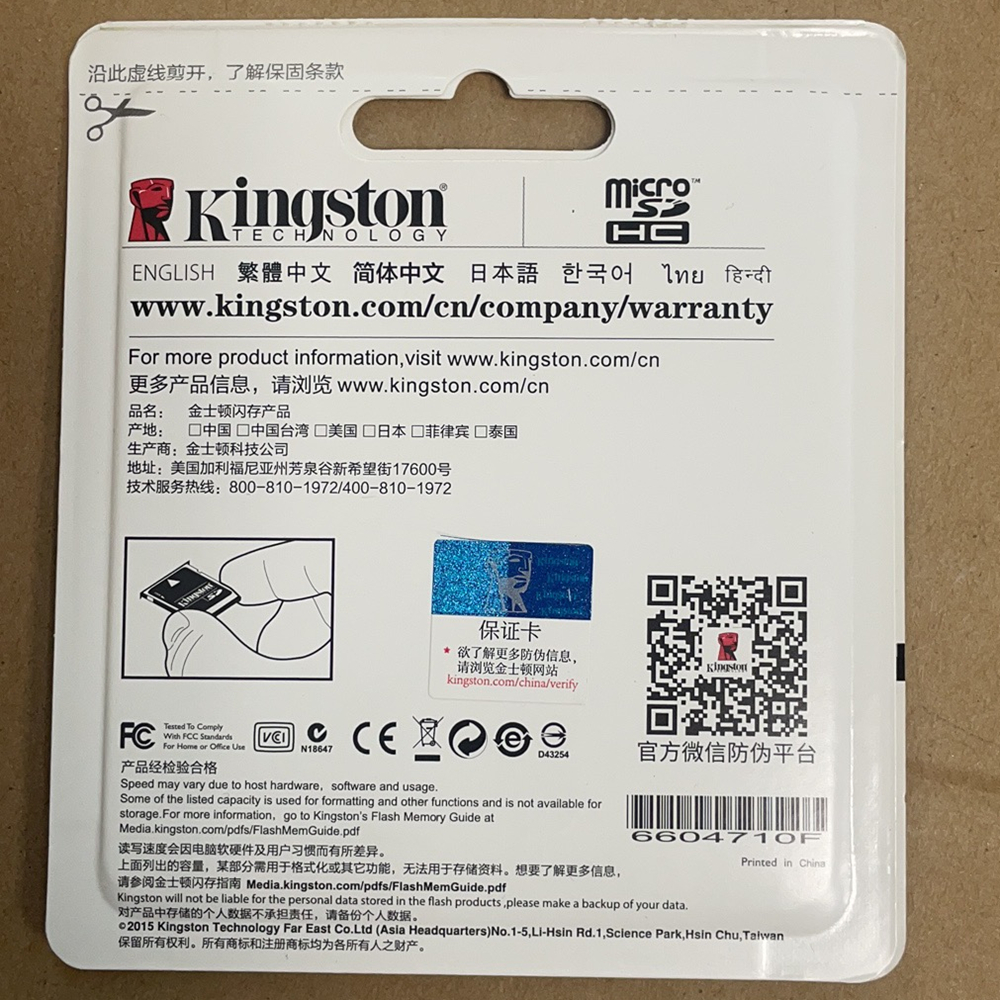 沿此虚线剪开，了解保固条款
Kingston®
TECHNOLOGY
micro™
SD
HC
ENGLISH 繁體中文 简体中文 日本語 한국어 ไทย हिन्दी
www.kingston.com/cn/company/warranty
For more product information,visit www.kingston.com/cn
更多产品信息，请浏览 www.kingston.com/cn
品名： 金士顿闪存产品
产地： □中国 □中国台湾 □美国 □日本 □菲律宾 □泰国
生产商：金士顿科技公司
地址：美国加利福尼亚州芳泉谷新希望街17600号
技术服务热线：800-810-1972/400-810-1972
Kingston
保证卡
* 欲了解更多防伪信息，
请浏览金士顿网站
kingston.com/china/verify
Kingston
官方微信防伪平台
FC Tested To Comply
With FCC Standards
For Home or Office Use
VCI
N18647
CE
e
D43254
产品经检验合格
Speed may vary due to host hardware, software and usage.
Some of the listed capacity is used for formatting and other functions and is not available for
storage.For more information, go to Kingston's Flash Memory Guide at
Media.kingston.com/pdfs/FlashMemGuide.pdf
6604710F
Printed in China
读写速度会因电脑软硬件及用户习惯而有所差异。
上面列出的容量，某部分需用于格式化或其它功能，无法用于存储资料。想要了解更多信息，
请参阅金士顿闪存指南 Media.kingston.com/pdfs/FlashMemGuide.pdf
Kingston will not be liable for the personal data stored in the flash products ,please make a backup of your data.
对产品中存储的个人数据不承担责任，请备份个人数据。
©2015 Kingston Technology Far East Co.Ltd (Asia Headquarters)No.1-5,Li-Hsin Rd.1,Science Park,Hsin Chu,Taiwan
保留所有权利。所有商标和注册商标均为各所有人之财产。